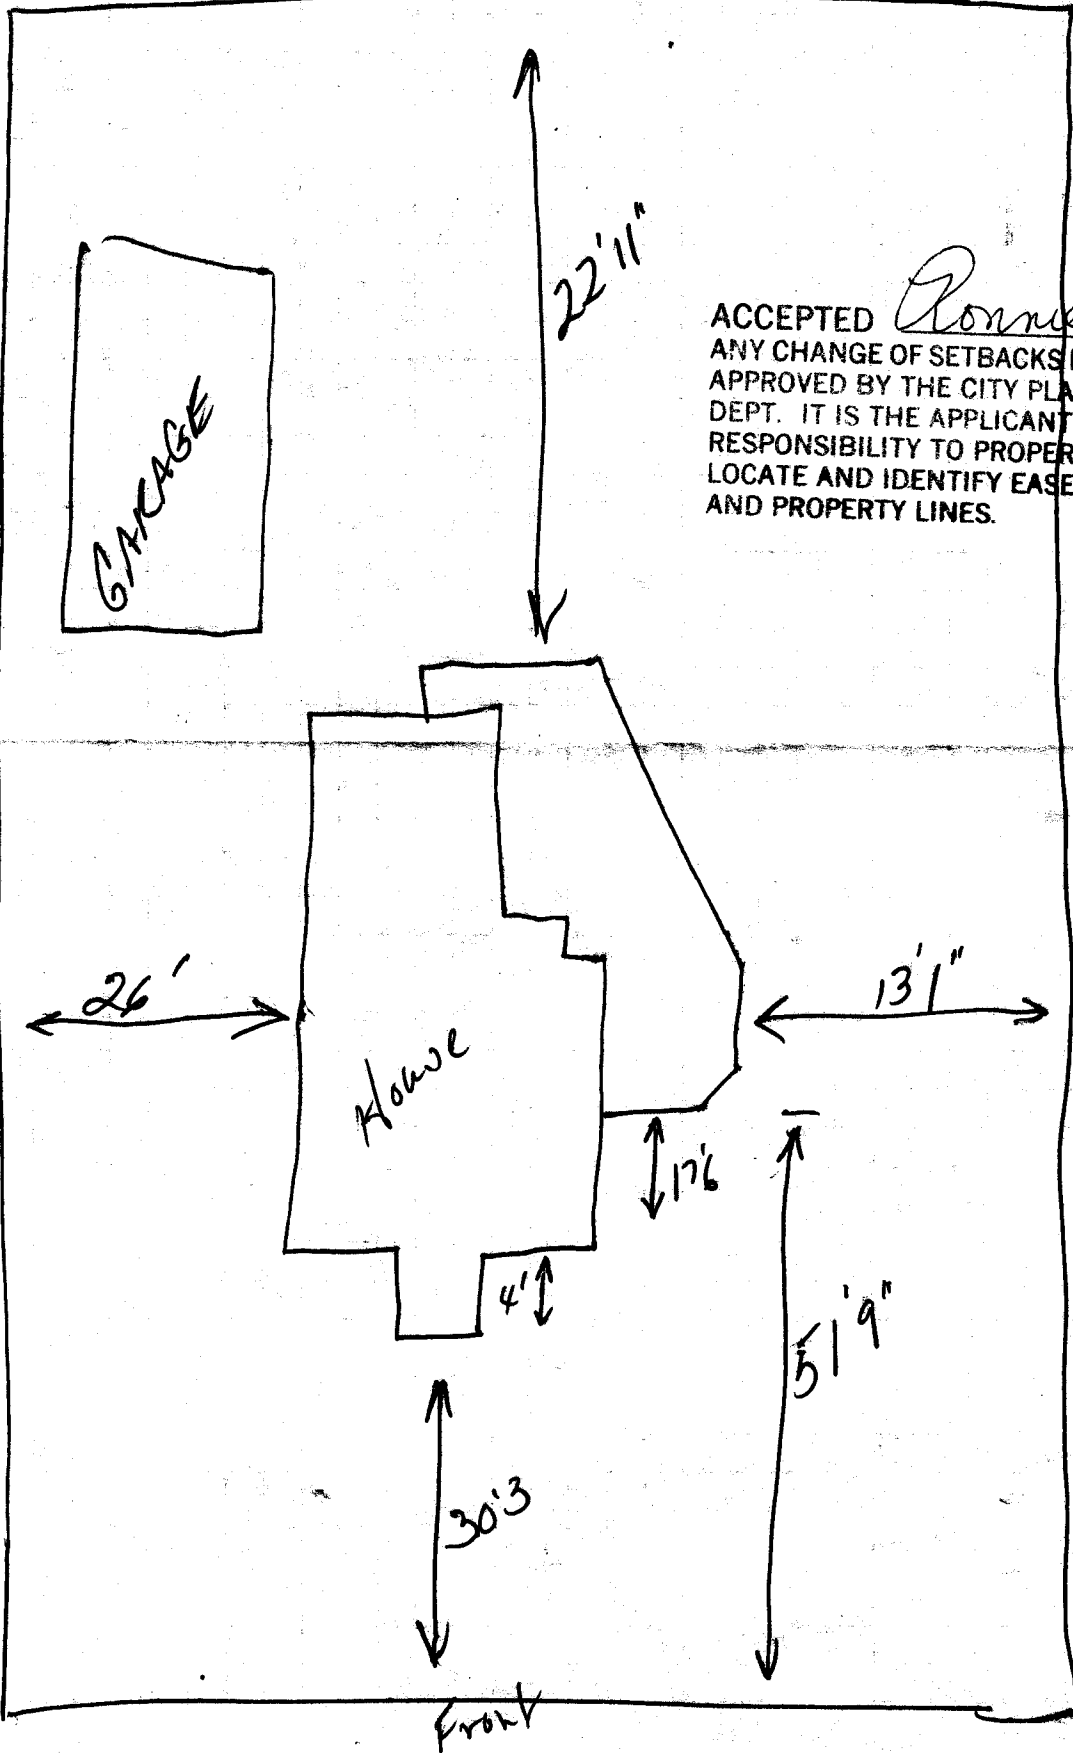 22'11"
ACCEPTED Ronnie
ANY CHANGE OF SETBACKS
APPROVED BY THE CITY PLA
DEPT. IT IS THE APPLICANT
RESPONSIBILITY TO PROPER
LOCATE AND IDENTIFY EASE
AND PROPERTY LINES.
GARAGE
26'
13'1"
House
17'6
4'
51'9"
30'3
Front